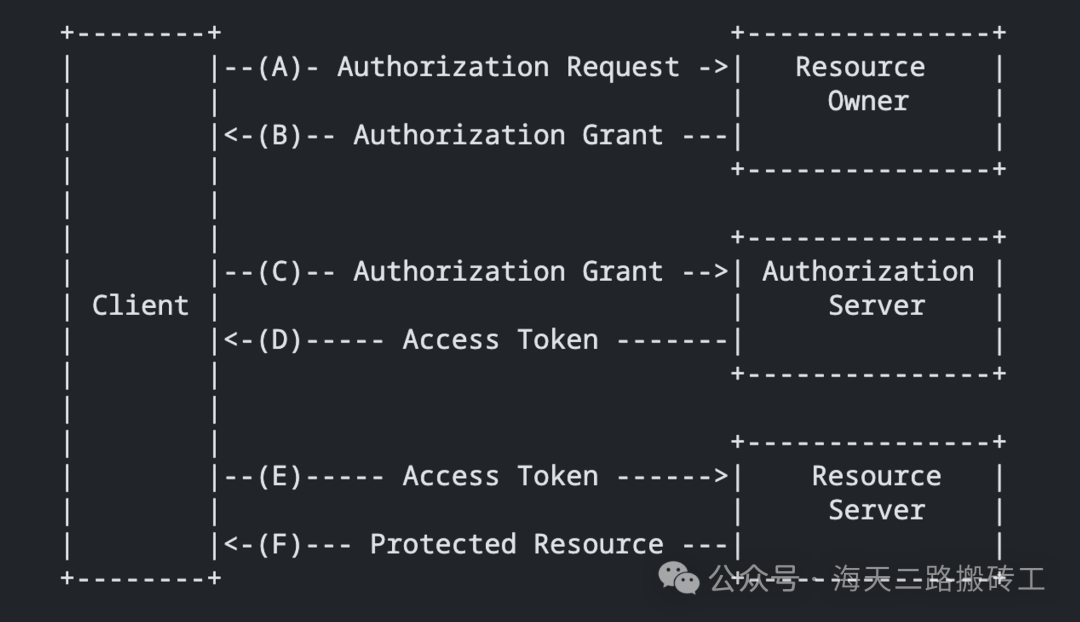 +--------+                               +---------------+
|        |--(A)- Authorization Request ->|   Resource    |
|        |                               |     Owner     |
|        |<-(B)-- Authorization Grant ---|               |
|        |                               +---------------+
|        |
|        |                               +---------------+
|        |--(C)-- Authorization Grant -->| Authorization |
| Client |                               |     Server    |
|        |<-(D)----- Access Token -------|               |
|        |                               +---------------+
|        |
|        |                               +---------------+
|        |--(E)----- Access Token ------>|    Resource   |
|        |                               |     Server    |
|        |<-(F)--- Protected Resource ---|               |
+--------+                               +---------------+
公众号 · 海天二路搬砖工